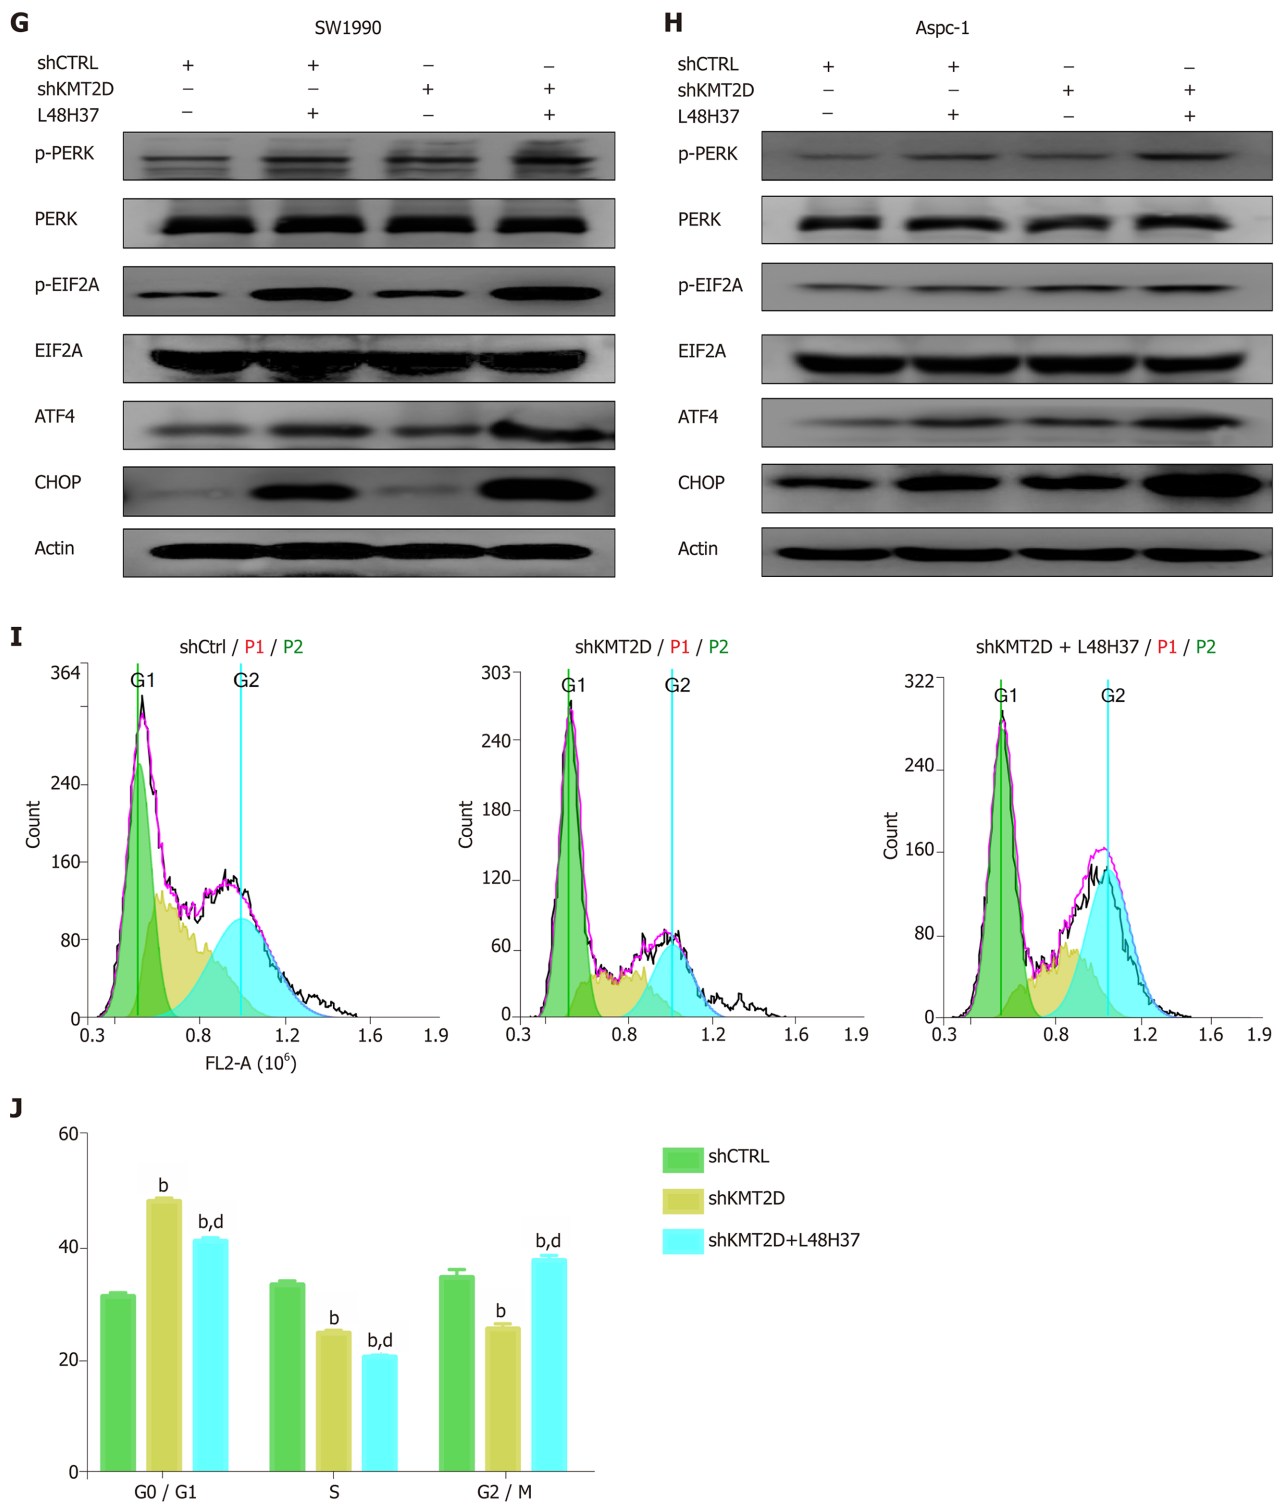 G
SW1990
shCTRL + + – –
shKMT2D – – + +
L48H37 – + – +
p-PERK
PERK
p-EIF2A
EIF2A
ATF4
CHOP
Actin
H
Aspc-1
shCTRL + + – –
shKMT2D – – + +
L48H37 – + – +
p-PERK
PERK
p-EIF2A
EIF2A
ATF4
CHOP
Actin
I
shCtrl / P1 / P2
G1 G2
Count
364
240
160
80
0
0.3 0.8 1.2 1.6 1.9
FL2-A (10⁶)
shKMT2D / P1 / P2
G1 G2
Count
303
240
180
120
60
0
0.3 0.8 1.2 1.6 1.9
shKMT2D + L48H37 / P1 / P2
G1 G2
Count
322
240
160
80
0
0.3 0.8 1.2 1.6 1.9
J
60
40
20
0
b
b,d
b
b,d
b
b,d
G0 / G1 S G2 / M
shCTRL
shKMT2D
shKMT2D+L48H37